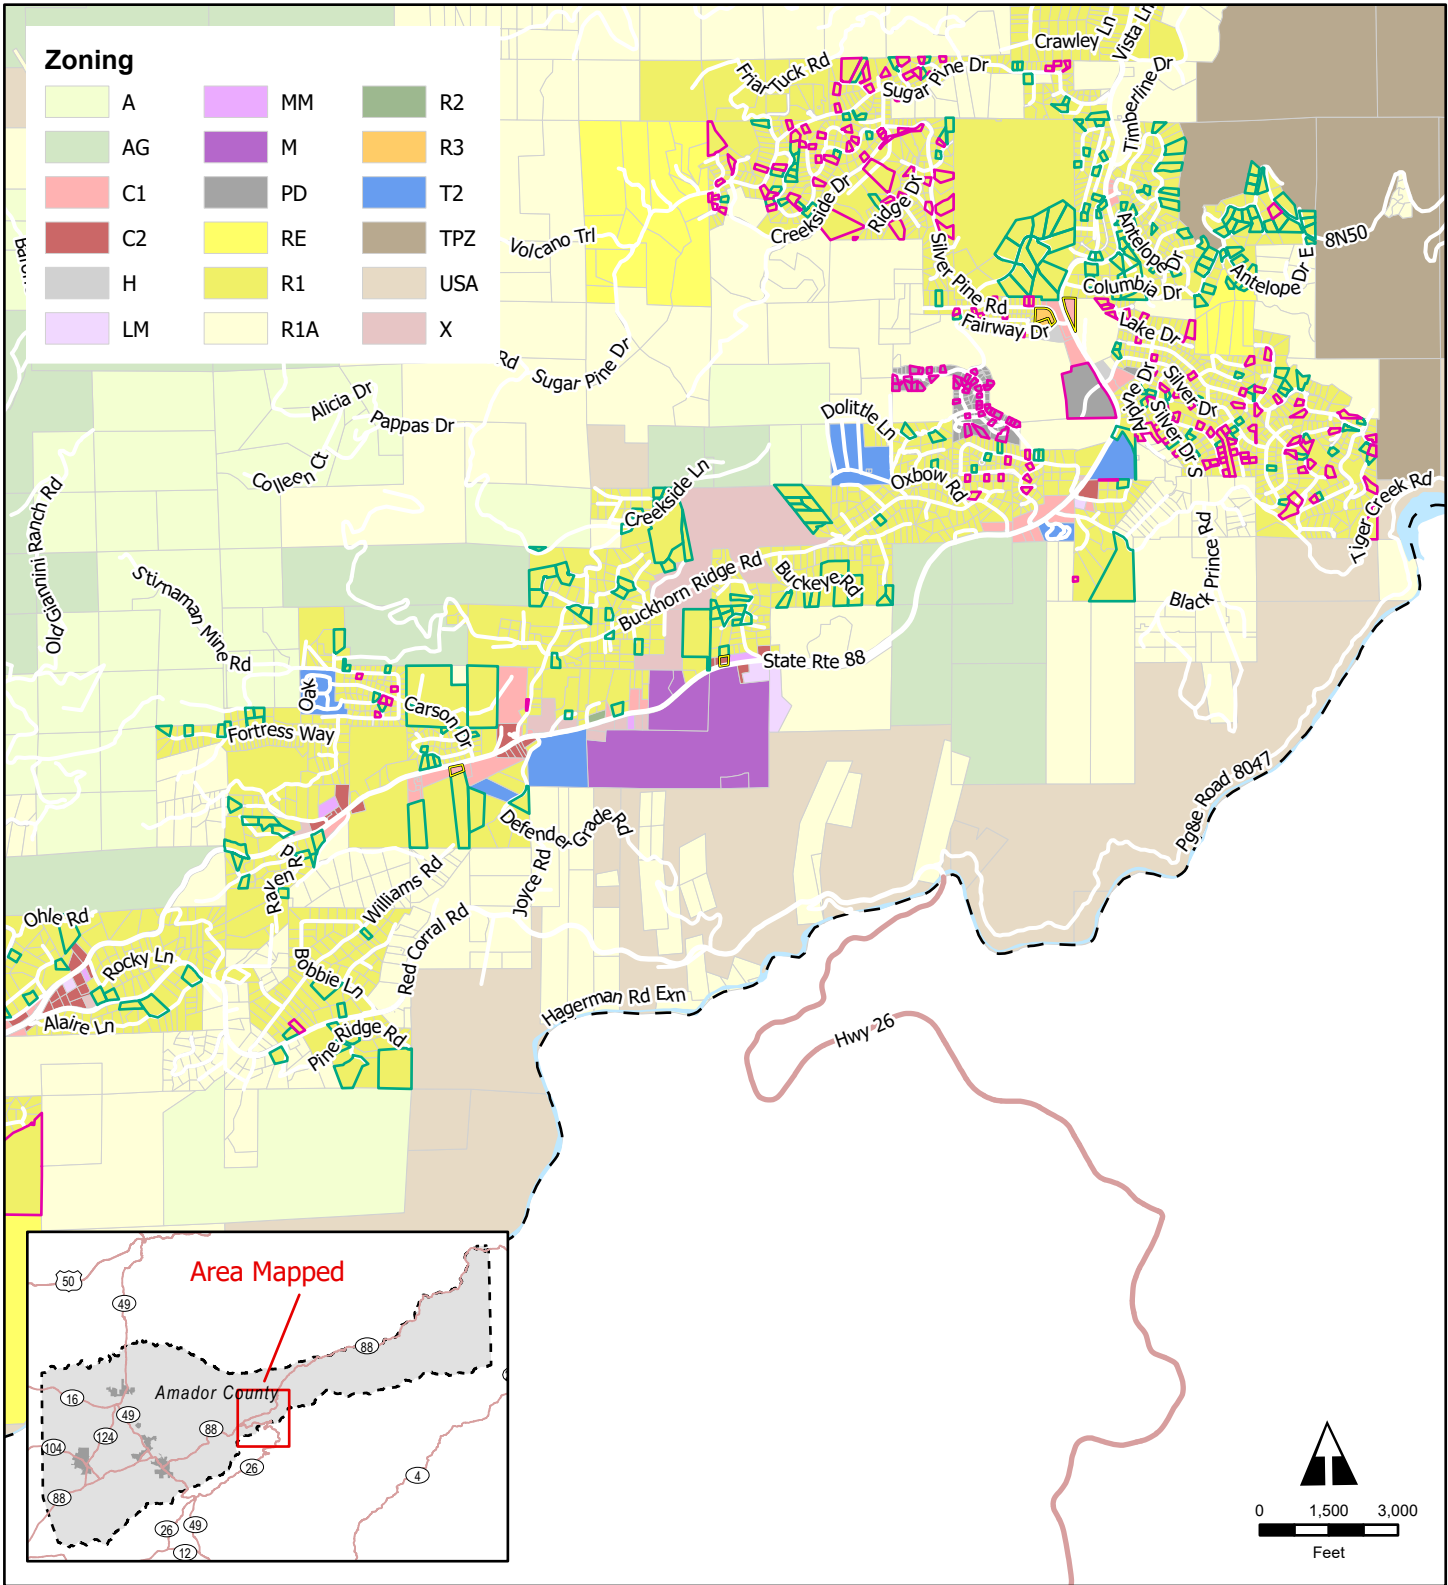 Zoning
A
AG
C1
C2
H
LM
MM
M
PD
RE
R1
R1A
R2
R3
T2
TPZ
USA
X
Crawley Ln
Vista Ln
Friar Tuck Rd
Sugar Pine Dr
Timberline Dr
Creekside Dr
Ridge Dr
Volcano Trl
Silver Pine Rd
Antelope Dr
Antelope Dr E
8N50
Columbia Dr
Fairway Dr
Lake Dr
Rd
Sugar Pine Dr
Silver Dr
Alpine Dr
Silver Dr S
Alicia Dr
Pappas Dr
Dolittle Ln
Colleen Ct
Creekside Ln
Oxbow Rd
Tiger Creek Rd
Old Giannini Ranch Rd
Stirnaman Mine Rd
Buckhorn Ridge Rd
Buckeye Rd
Black Prince Rd
State Rte 88
Oak
Carson Dr
Fortress Way
Defender Grade Rd
Pg&e Road 8047
Raven Rd
Williams Rd
Joyce Rd
Ohle Rd
Rocky Ln
Bobbie Ln
Red Corral Rd
Alaire Ln
Pine Ridge Rd
Hagerman Rd Exn
Hwy 26
Area Mapped
Amador County
50
49
88
16
49
124
88
104
88
26
4
26
49
12
0 1,500 3,000
Feet